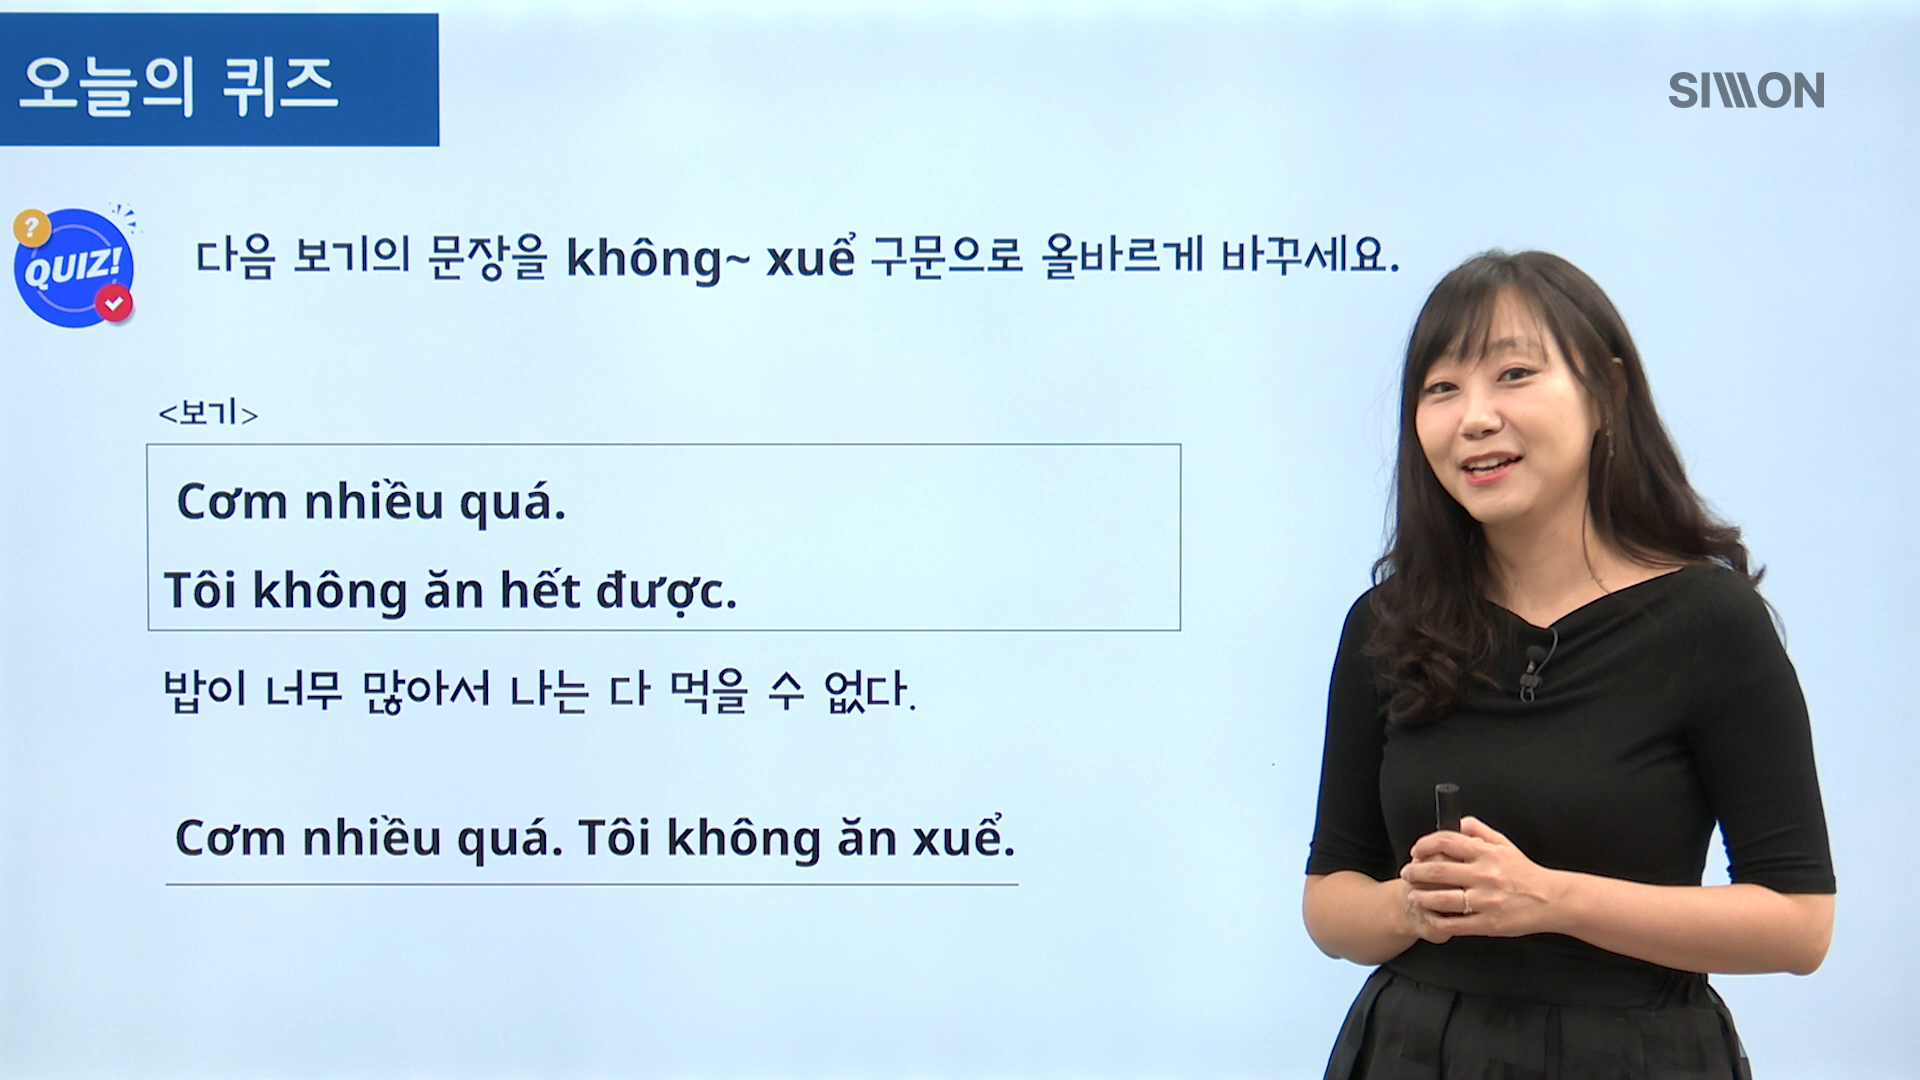 오늘의 퀴즈
SIWON
QUIZ!
?
다음 보기의 문장을 không~ xuể 구문으로 올바르게 바꾸세요.
<보기>
Cơm nhiều quá.
Tôi không ăn hết được.
밥이 너무 많아서 나는 다 먹을 수 없다.
Cơm nhiều quá. Tôi không ăn xuể.